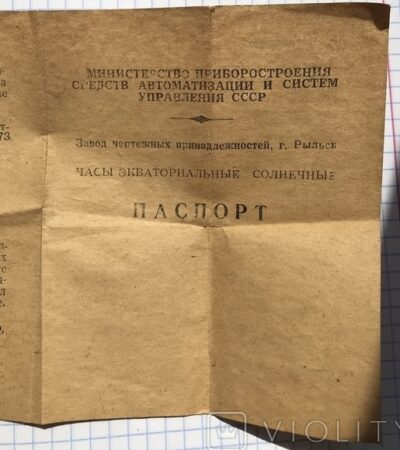 МИНИСТЕРСТВО ПРИБОРОСТРОЕНИЯ
СРЕДСТВ АВТОМАТИЗАЦИИ И СИСТЕМ
УПРАВЛЕНИЯ СССР
Завод чертежных принадлежностей, г. Рыльск
ЧАСЫ ЭКВАТОРИАЛЬНЫЕ СОЛНЕЧНЫЕ
ПАСПОРТ
VIOLITY